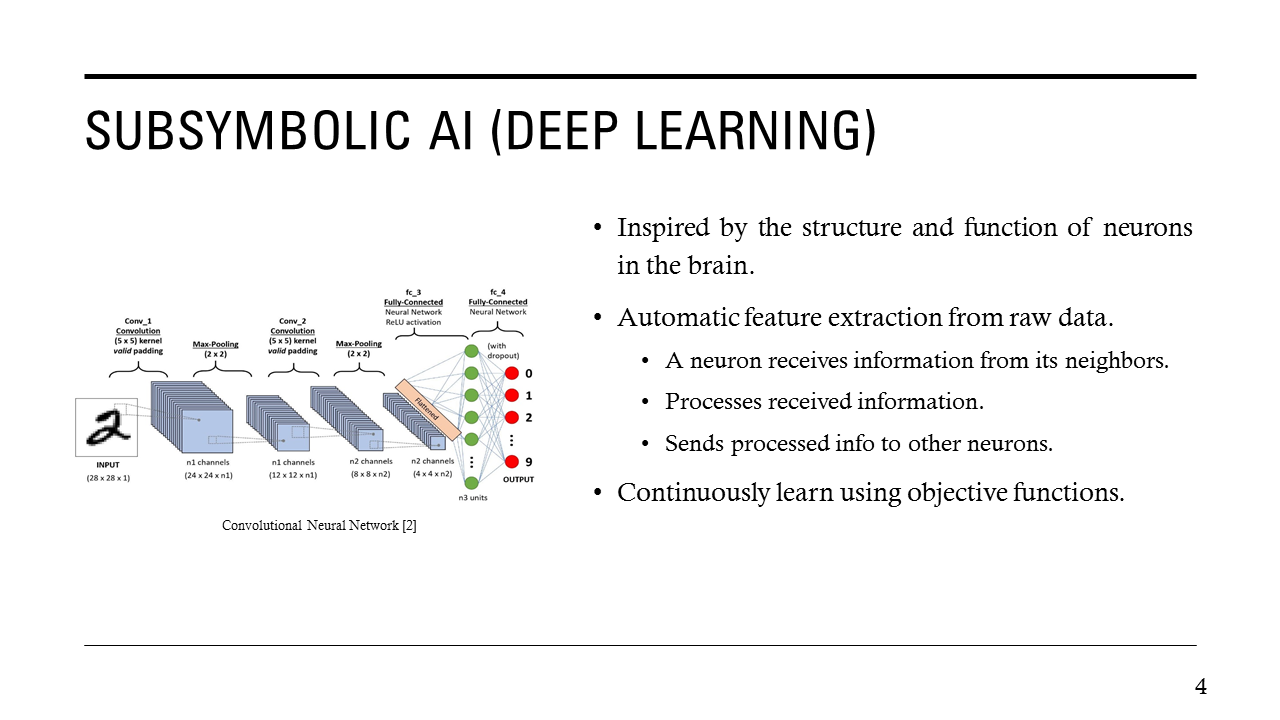 SUBSYMBOLIC AI (DEEP LEARNING)
Conv_1
Convolution
(5 x 5) kernel
valid padding
Max-Pooling
(2 x 2)
Conv_2
Convolution
(5 x 5) kernel
valid padding
Max-Pooling
(2 x 2)
fc_3
Fully-Connected
Neural Network
ReLU activation
fc_4
Fully-Connected
Neural Network
(with
dropout)
2
INPUT
(28 x 28 x 1)
n1 channels
(24 x 24 x n1)
n1 channels
(12 x 12 x n1)
n2 channels
(8 x 8 x n2)
n2 channels
(4 x 4 x n2)
Flattened
n3 units
0
1
2
9
OUTPUT
Convolutional Neural Network [2]
• Inspired by the structure and function of neurons
in the brain.
• Automatic feature extraction from raw data.
• A neuron receives information from its neighbors.
• Processes received information.
• Sends processed info to other neurons.
• Continuously learn using objective functions.
4